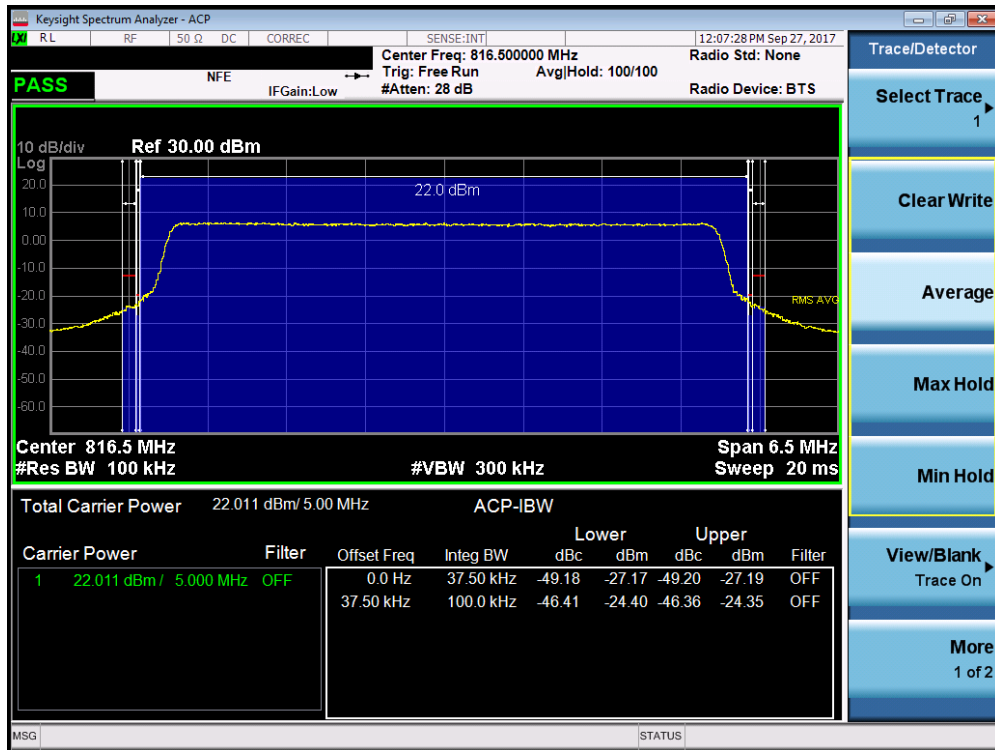 Keysight Spectrum Analyzer - ACP
LXI RL RF 50 Ω DC CORREC SENSE:INT 12:07:28 PM Sep 27, 2017
Center Freq: 816.500000 MHz Radio Std: None
Trig: Free Run Avg|Hold: 100/100
PASS NFE IFGain:Low #Atten: 28 dB Radio Device: BTS
10 dB/div Ref 30.00 dBm
Log
20.0
22.0 dBm
10.0
0.00
-10.0
-20.0
RMS AVG
-30.0
-40.0
-50.0
-60.0
Center 816.5 MHz Span 6.5 MHz
#Res BW 100 kHz #VBW 300 kHz Sweep 20 ms
Total Carrier Power 22.011 dBm/ 5.00 MHz ACP-IBW
Lower Upper
Carrier Power Filter Offset Freq Integ BW dBc dBm dBc dBm Filter
1 22.011 dBm / 5.000 MHz OFF 0.0 Hz 37.50 kHz -49.18 -27.17 -49.20 -27.19 OFF
37.50 kHz 100.0 kHz -46.41 -24.40 -46.36 -24.35 OFF
MSG STATUS
Trace/Detector
Select Trace
1
Clear Write
Average
Max Hold
Min Hold
View/Blank
Trace On
More
1 of 2